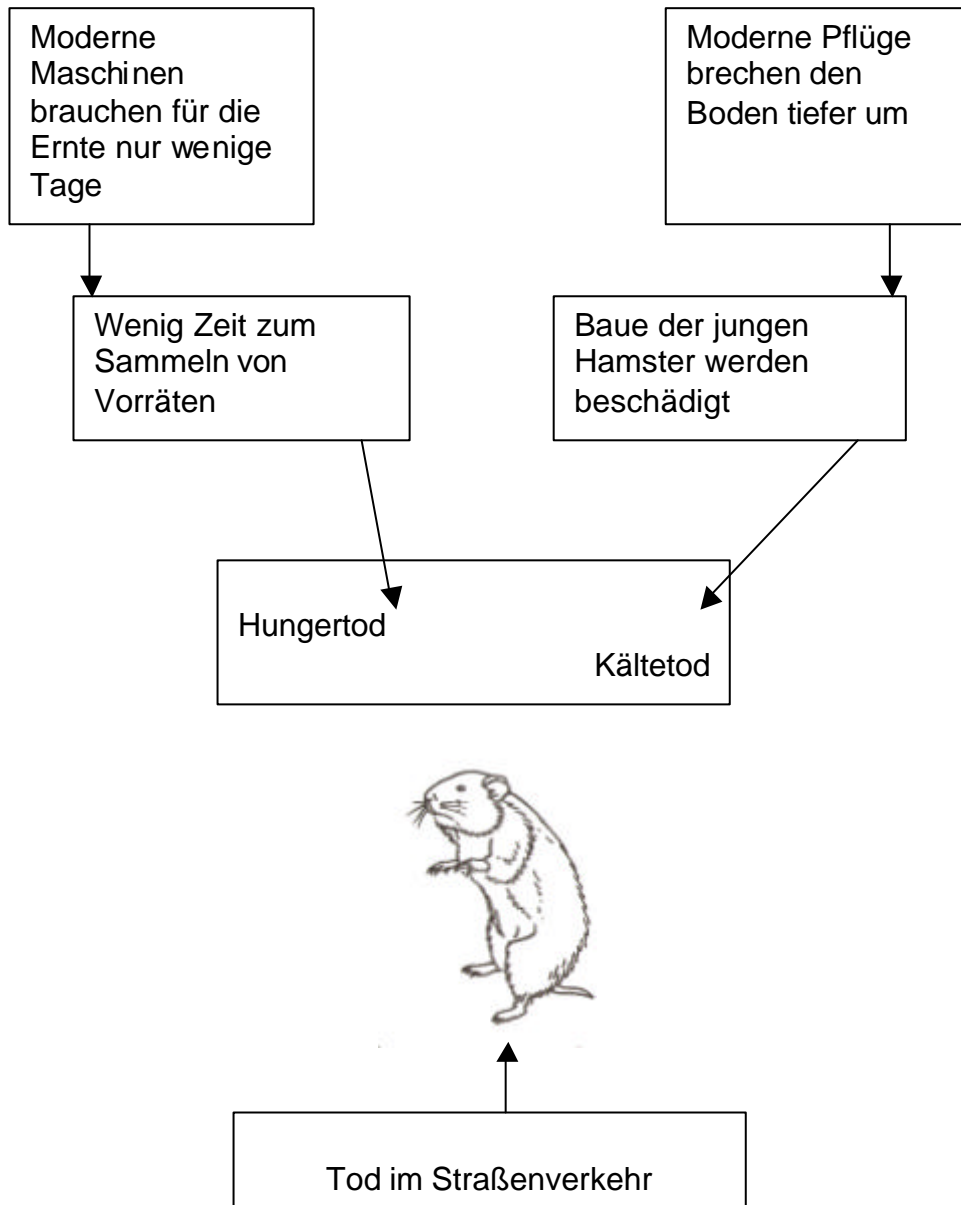 Moderne
Maschinen
brauchen für die
Ernte nur wenige
Tage
Moderne Pflüge
brechen den
Boden tiefer um
Wenig Zeit zum
Sammeln von
Vorräten
Baue der jungen
Hamster werden
beschädigt
Hungertod
Kältetod
Tod im Straßenverkehr